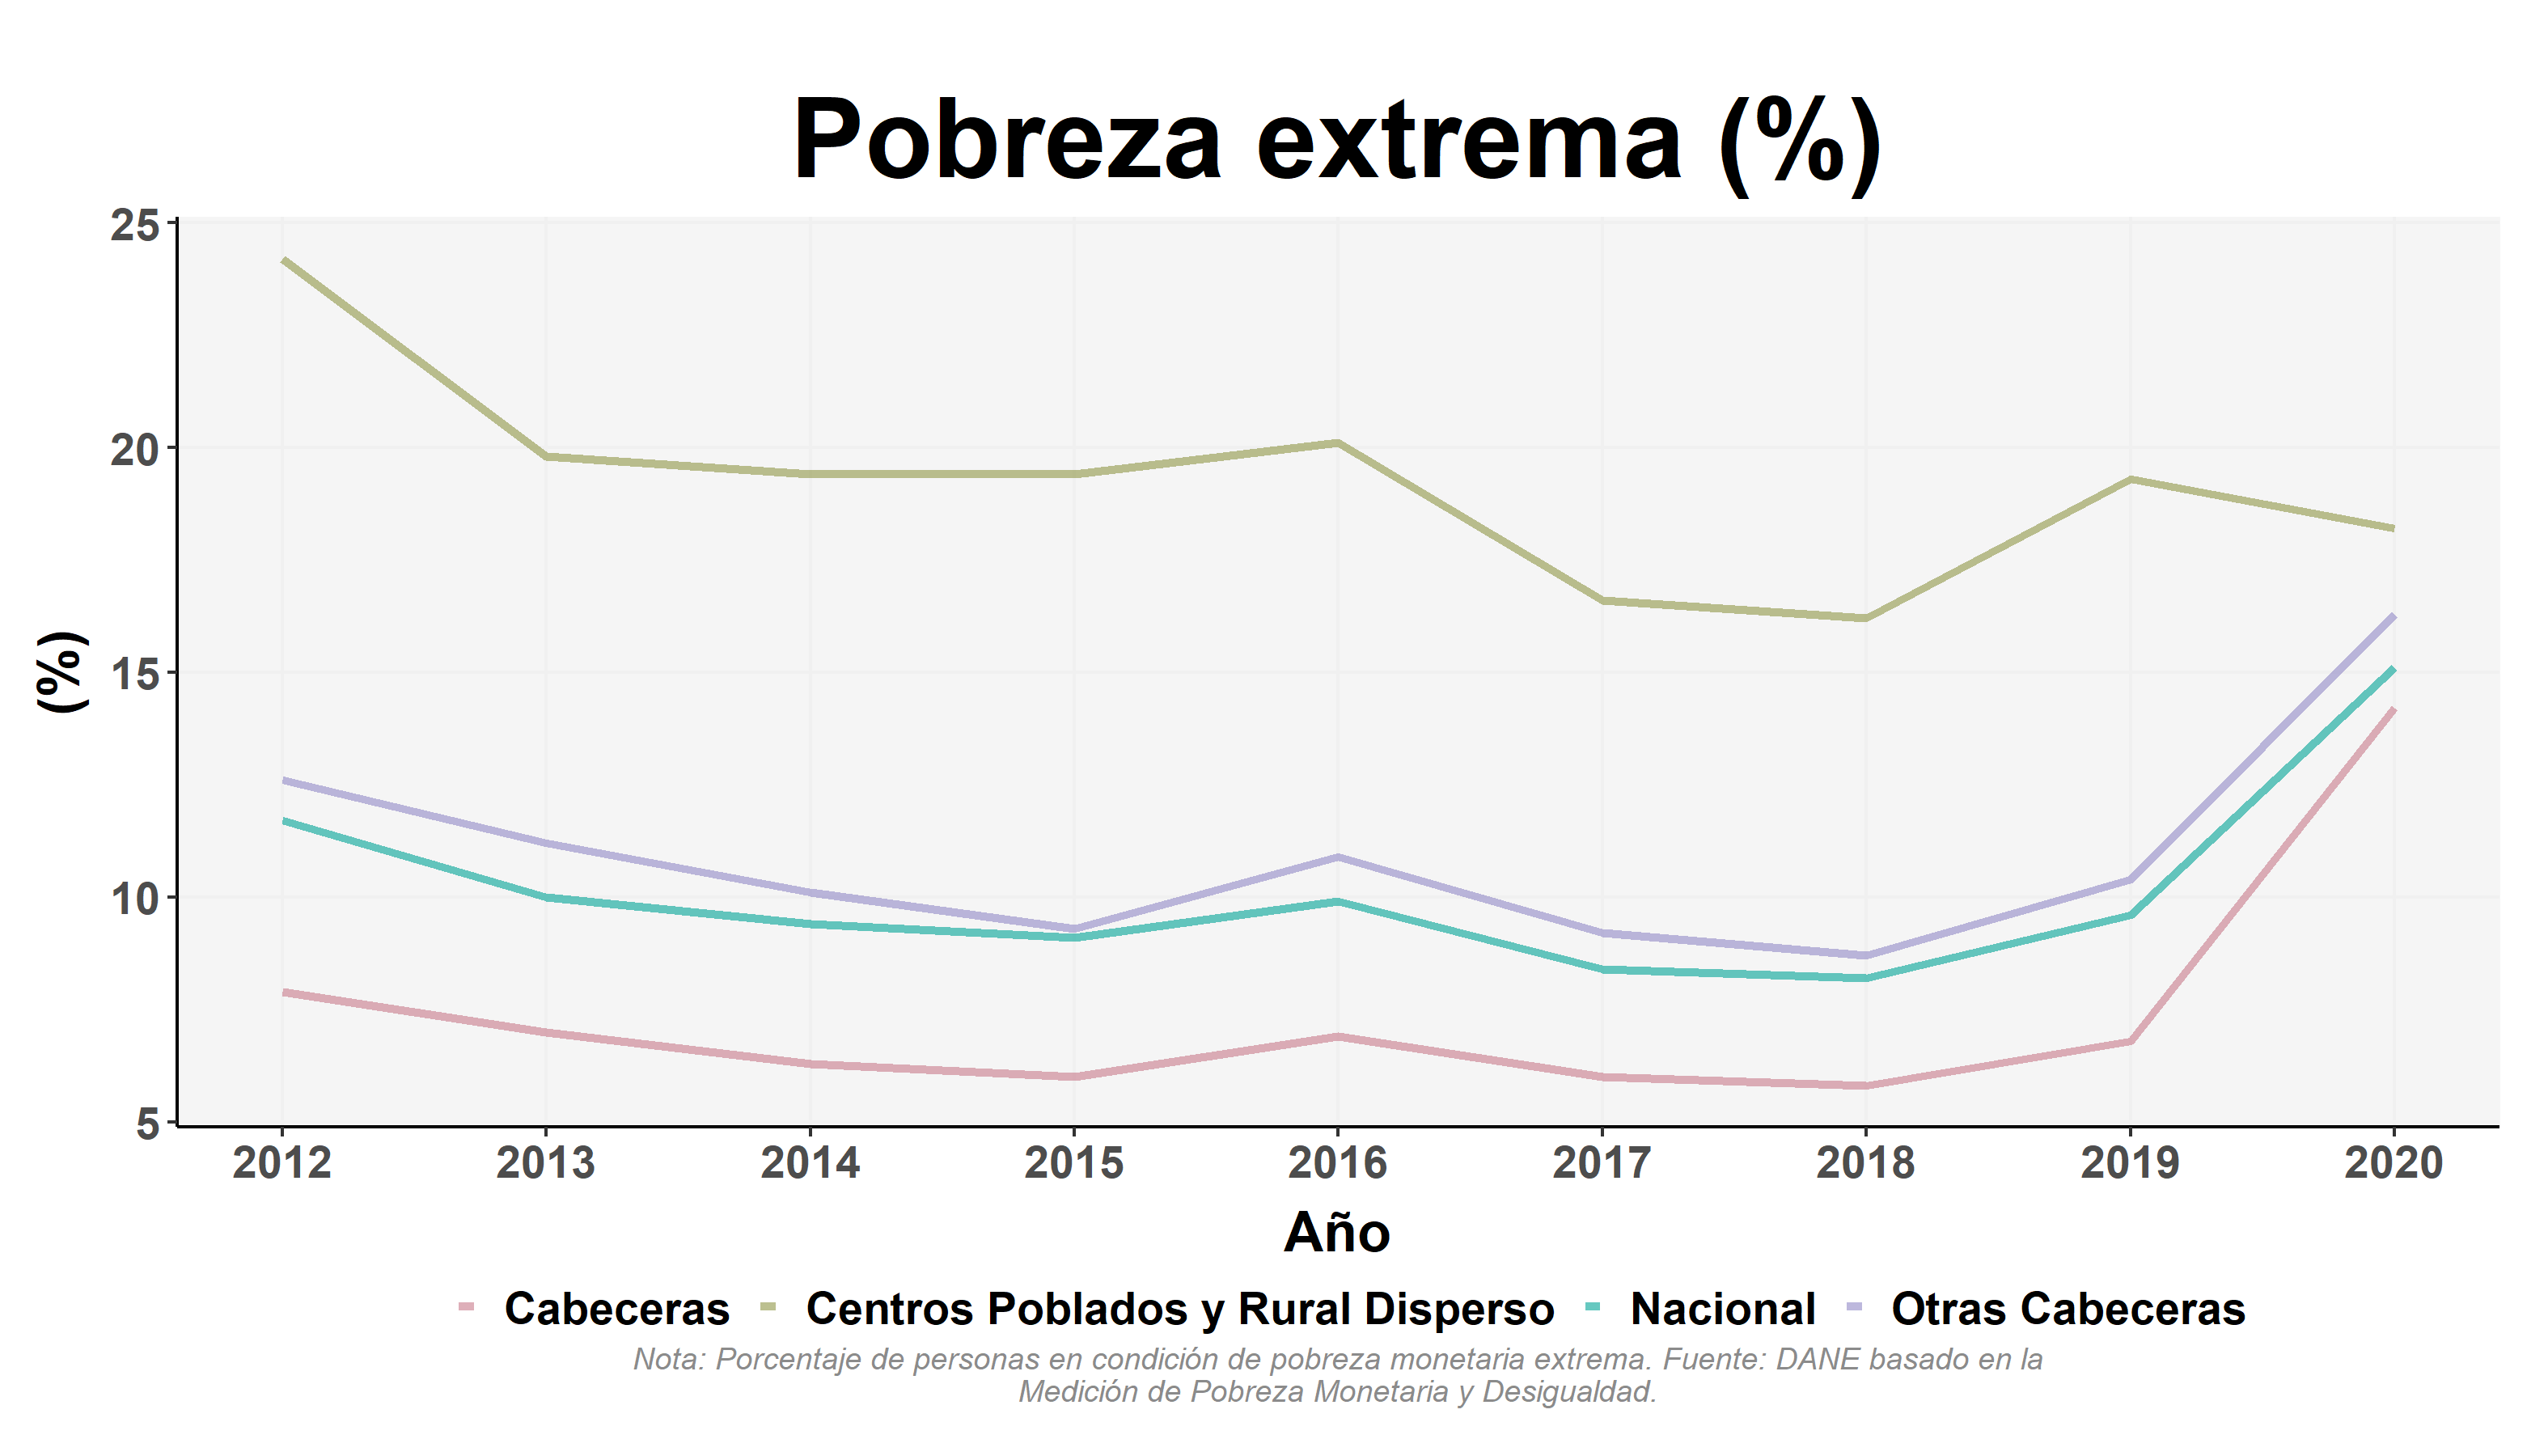 Pobreza extrema (%)
25
20
15
10
5
(%)
2012 2013 2014 2015 2016 2017 2018 2019 2020
Año
Cabeceras Centros Poblados y Rural Disperso Nacional Otras Cabeceras
Nota: Porcentaje de personas en condición de pobreza monetaria extrema. Fuente: DANE basado en la
Medición de Pobreza Monetaria y Desigualdad.